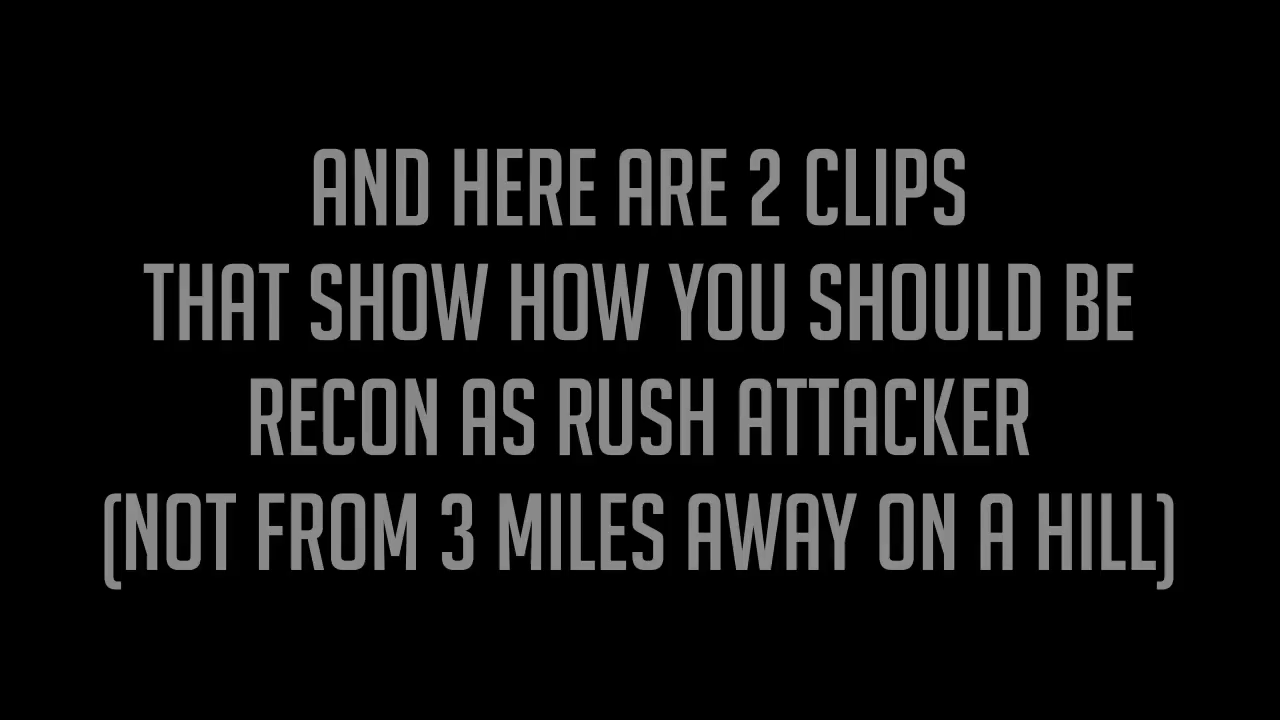 AND HERE ARE 2 CLIPS
THAT SHOW HOW YOU SHOULD BE
RECON AS RUSH ATTACKER
(NOT FROM 3 MILES AWAY ON A HILL)